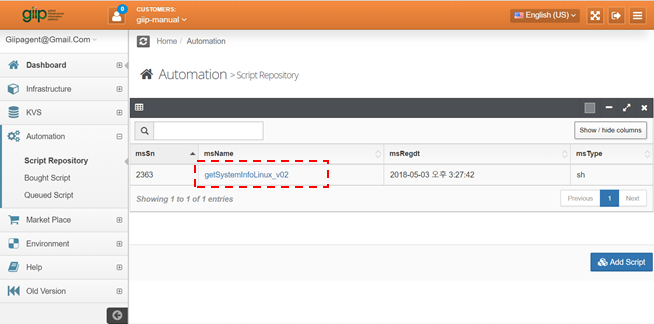 giip
0
CUSTOMERS:
giip-manual
English (US)
Giipagent@Gmail.Com
Home / Automation
Dashboard
Infrastructure
KVS
Automation
Script Repository
Bought Script
Queued Script
Market Place
Environment
Help
Old Version
Automation > Script Repository
Show / hide columns
msSn msName msRegdt msType
2363 getSystemInfoLinux_v02 2018-05-03 오후 3:27:42 sh
Showing 1 to 1 of 1 entries
Previous 1 Next
Add Script